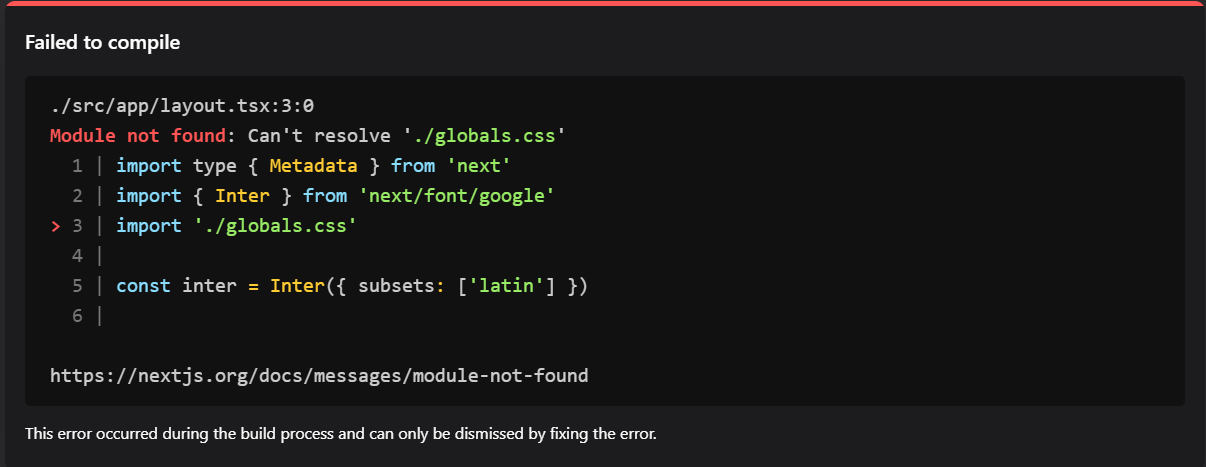 Failed to compile
./src/app/layout.tsx:3:0
Module not found: Can't resolve './globals.css'
1 | import type { Metadata } from 'next'
2 | import { Inter } from 'next/font/google'
> 3 | import './globals.css'
4 |
5 | const inter = Inter({ subsets: ['latin'] })
6 |
https://nextjs.org/docs/messages/module-not-found
This error occurred during the build process and can only be dismissed by fixing the error.